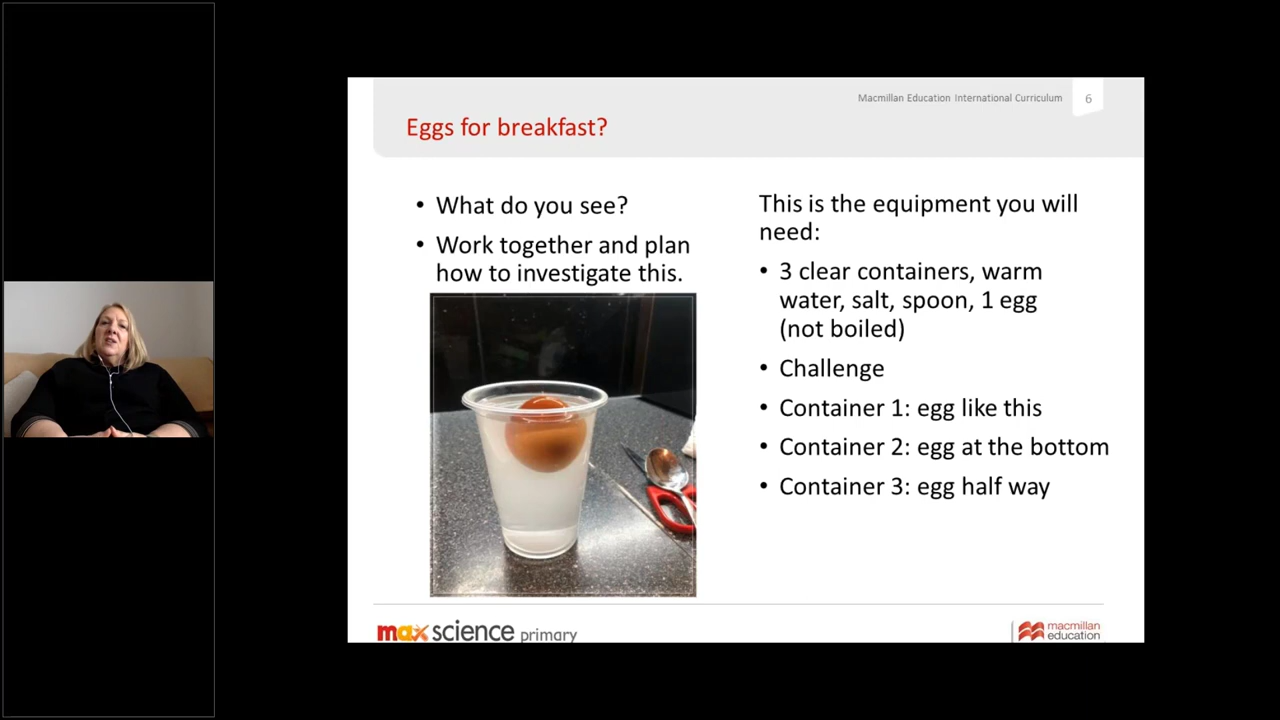 Macmillan Education International Curriculum 6
Eggs for breakfast?
• What do you see?
• Work together and plan
how to investigate this.
This is the equipment you will
need:
• 3 clear containers, warm
water, salt, spoon, 1 egg
(not boiled)
• Challenge
• Container 1: egg like this
• Container 2: egg at the bottom
• Container 3: egg half way
max science primary
macmillan
education